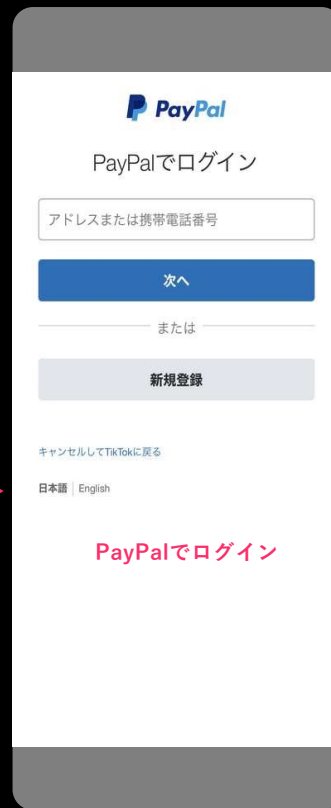 PayPal
PayPalでログイン
アドレスまたは携帯電話番号
次へ
または
新規登録
キャンセルしてTikTokに戻る
日本語 | English
PayPalでログイン